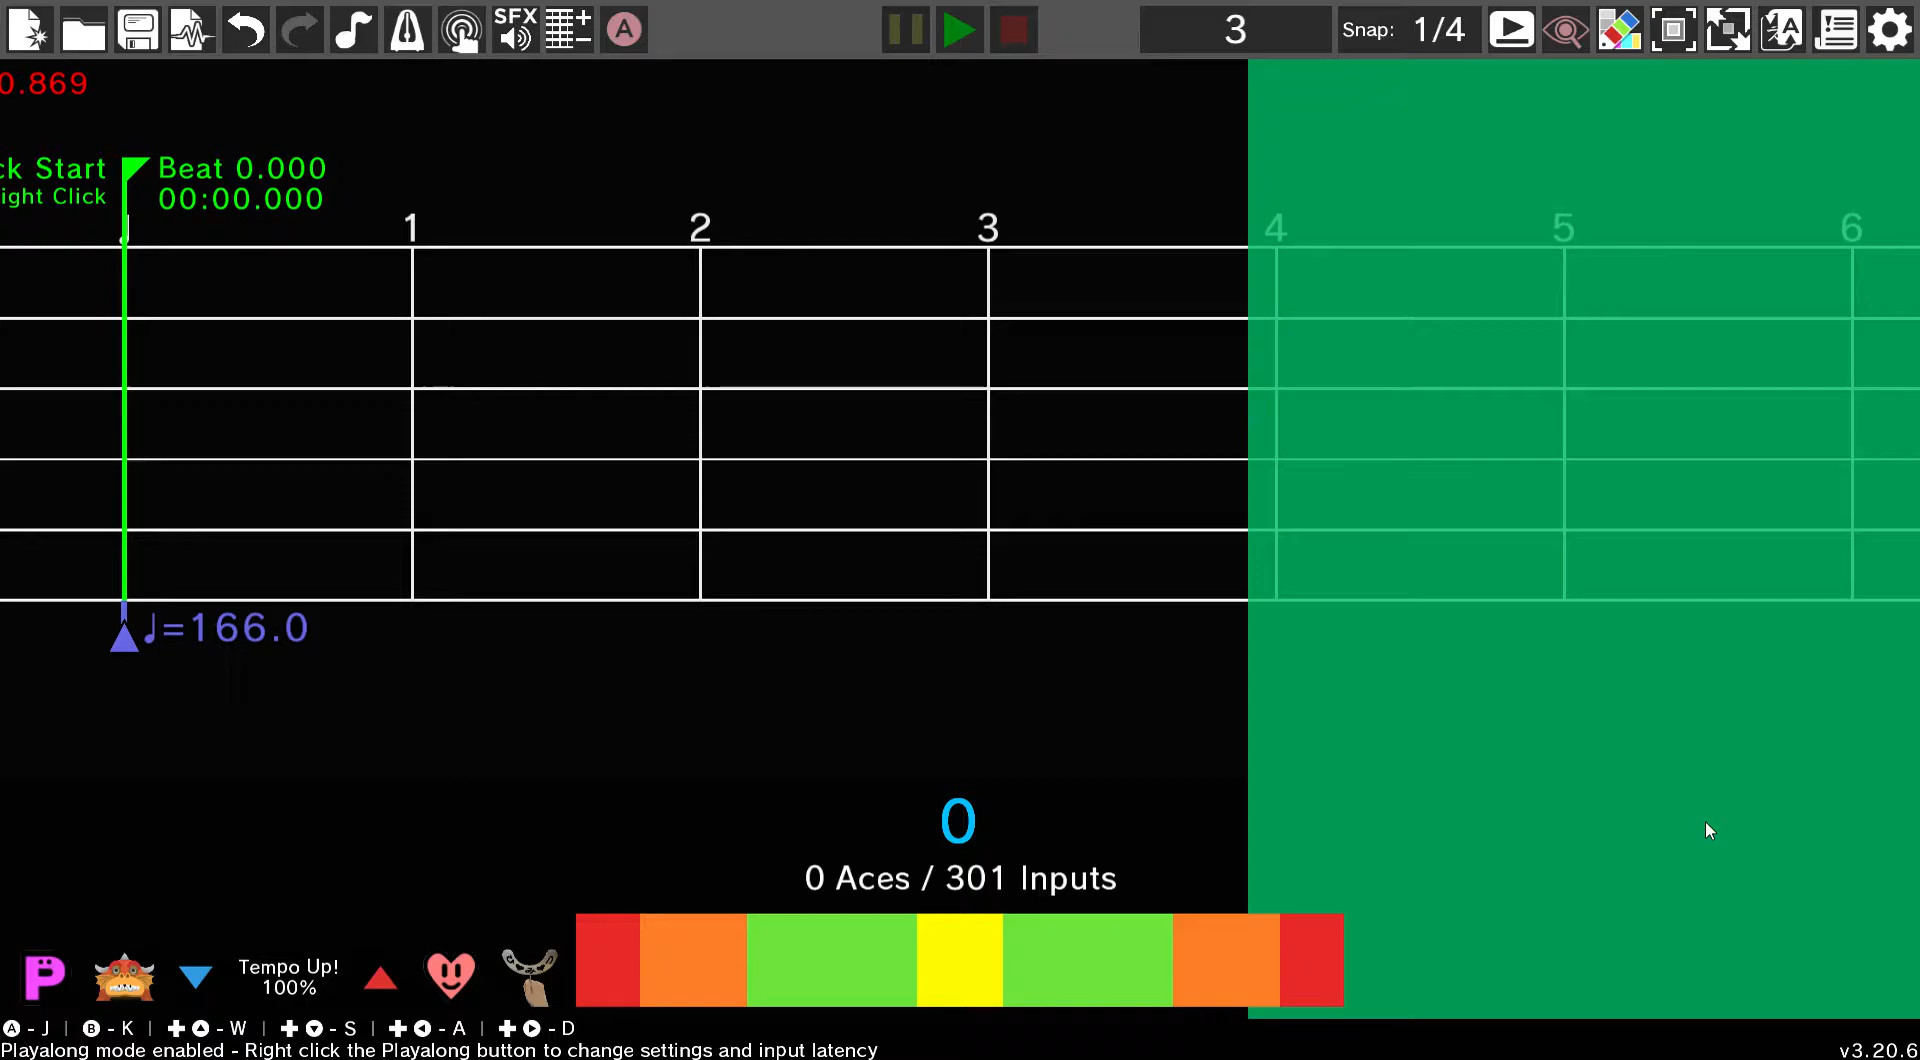 SFX
A
3
Snap: 1/4
A
0.869
ck Start
ight Click
Beat 0.000
00:00.000
1 2 3 4 5 6
♩=166.0
0
0 Aces / 301 Inputs
P
Tempo Up!
100%
A - J | B - K | ▲ - W | ▼ - S | ◀ - A | ▶ - D
Playalong mode enabled - Right click the Playalong button to change settings and input latency
v3.20.6